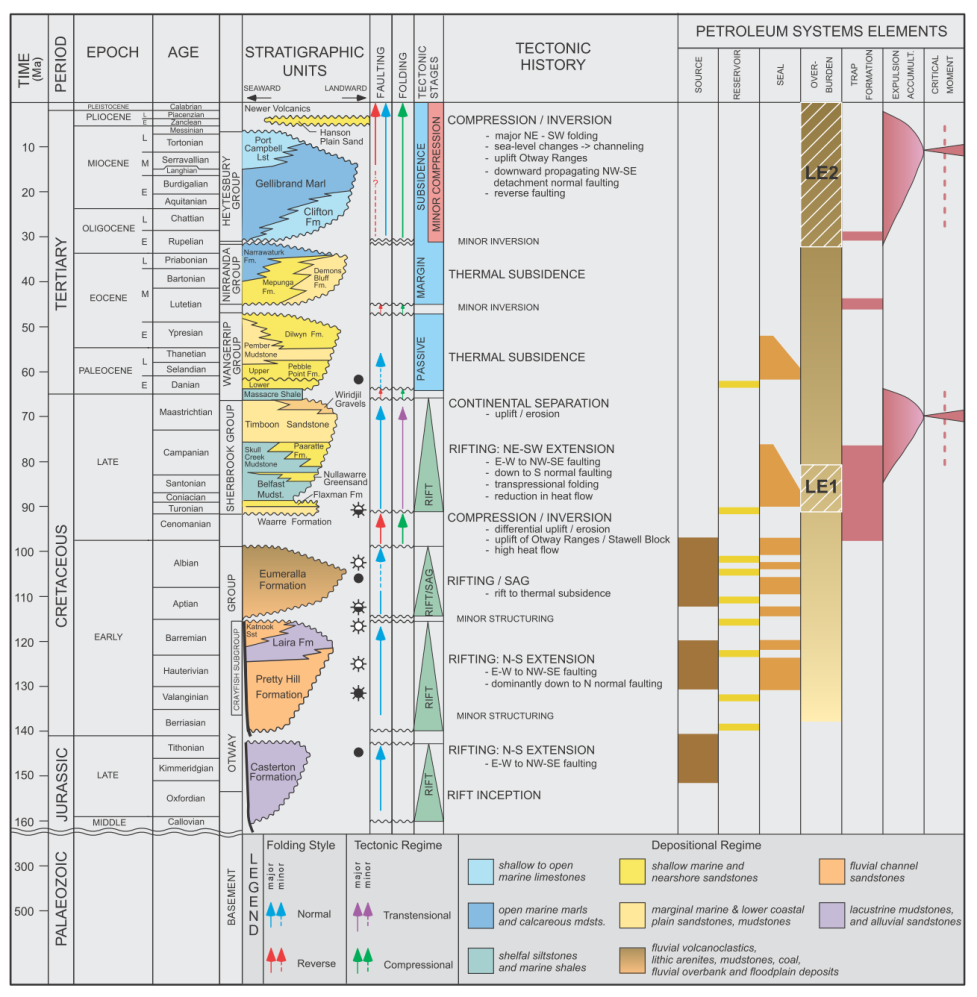 TIME
(Ma)
PERIOD
EPOCH
AGE
STRATIGRAPHIC
UNITS
SEAWARD
LANDWARD
FAULTING
FOLDING
TECTONIC
STAGES
TECTONIC
HISTORY
PETROLEUM SYSTEMS ELEMENTS
SOURCE
RESERVOIR
SEAL
OVER-
BURDEN
TRAP
FORMATION
EXPULSION
ACCUMULT.
CRITICAL
MOMENT
10
20
30
40
50
60
70
80
90
100
110
120
130
140
150
160
300
500
TERTIARY
CRETACEOUS
JURASSIC
PALAEOZOIC
PLEISTOCENE
PLIOCENE
L
E
MIOCENE
L
M
E
OLIGOCENE
L
E
EOCENE
L
M
E
PALEOCENE
L
E
LATE
EARLY
LATE
MIDDLE
Calabrian
Piacenzian
Zanclean
Messinian
Tortonian
Serravallian
Langhian
Burdigalian
Aquitanian
Chattian
Rupelian
Priabonian
Bartonian
Lutetian
Ypresian
Thanetian
Selandian
Danian
Maastrichtian
Campanian
Santonian
Coniacian
Turonian
Cenomanian
Albian
Aptian
Barremian
Hauterivian
Valanginian
Berriasian
Tithonian
Kimmeridgian
Oxfordian
Callovian
HEYTESBURY
GROUP
NIRRANDA
GROUP
WANGERRIP
GROUP
SHERBROOK GROUP
GROUP
CRAYFISH SUBGROUP
OTWAY
BASEMENT
Newer Volcanics
Hanson
Plain Sand
Port
Campbell
Lst
Gellibrand Marl
Clifton
Fm
Narrawaturk
Fm.
Mepunga
Fm.
Demons
Bluff
Fm.
Dilwyn Fm.
Pember
Mudstone
Upper
Pebble
Point Fm.
Lower
Massacre Shale
Wiridjil
Gravels
Timboon Sandstone
Skull
Creek
Mudstone
Paaratte
Fm.
Nullawarre
Greensand
Belfast
Mudst.
Flaxman Fm
Waarre Formation
Eumeralla
Formation
Katnook
Sst
Laira Fm
Pretty Hill
Formation
Casterton
Formation
?
SUBSIDENCE
MARGIN
PASSIVE
MINOR COMPRESSION
RIFT
RIFT/SAG
RIFT
RIFT
COMPRESSION / INVERSION
- major NE - SW folding
- sea-level changes -> channeling
- uplift Otway Ranges
- downward propagating NW-SE
detachment normal faulting
- reverse faulting
MINOR INVERSION
THERMAL SUBSIDENCE
MINOR INVERSION
THERMAL SUBSIDENCE
CONTINENTAL SEPARATION
- uplift / erosion
RIFTING: NE-SW EXTENSION
- E-W to NW-SE faulting
- down to S normal faulting
- transpressional folding
- reduction in heat flow
COMPRESSION / INVERSION
- differential uplift / erosion
- uplift of Otway Ranges / Stawell Block
- high heat flow
RIFTING / SAG
- rift to thermal subsidence
MINOR STRUCTURING
RIFTING: N-S EXTENSION
- E-W to NW-SE faulting
- dominantly down to N normal faulting
MINOR STRUCTURING
RIFTING: N-S EXTENSION
- E-W to NW-SE faulting
RIFT INCEPTION
LE2
LE1
LEGEND
Folding Style
major
minor
Normal
Reverse
Tectonic Regime
major
minor
Transtensional
Compressional
Depositional Regime
shallow to open
marine limestones
open marine marls
and calcareous mdsts.
shelfal siltstones
and marine shales
shallow marine and
nearshore sandstones
marginal marine & lower coastal
plain sandstones, mudstones
fluvial volcanoclastics,
lithic arenites, mudstones, coal,
fluvial overbank and floodplain deposits
fluvial channel
sandstones
lacustrine mudstones,
and alluvial sandstones